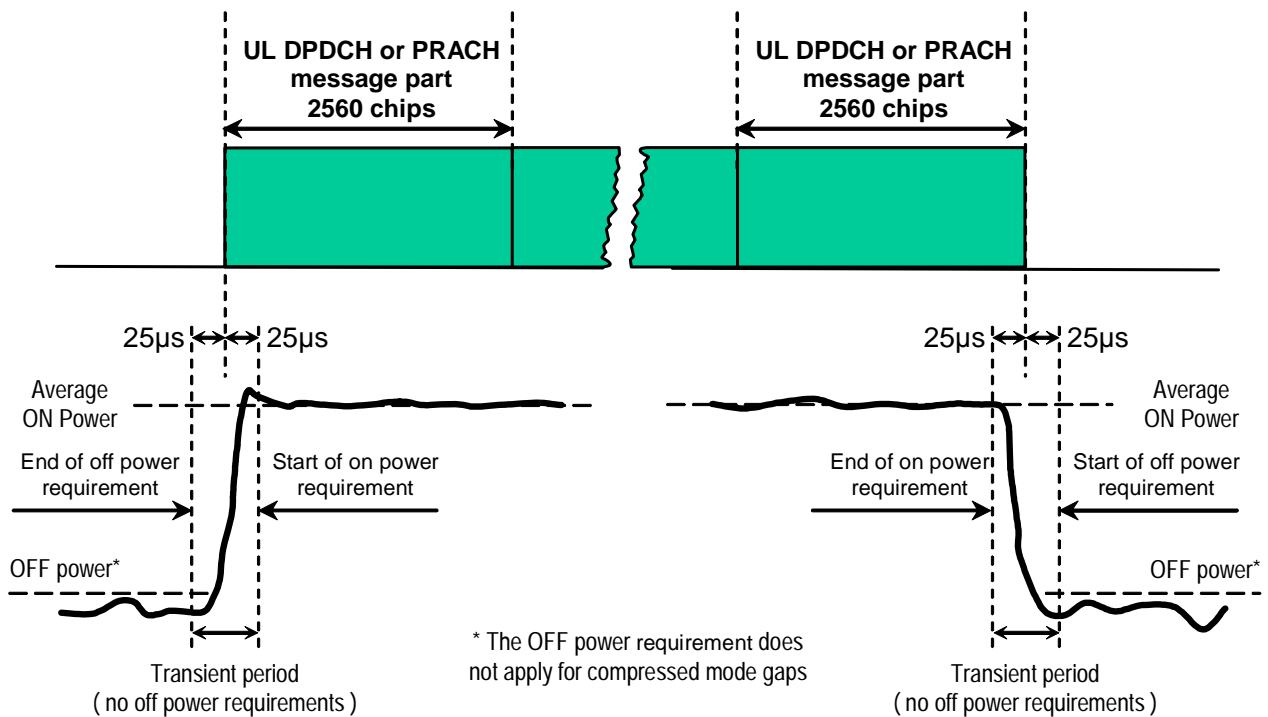 UL DPDCH or PRACH
message part
2560 chips
UL DPDCH or PRACH
message part
2560 chips
25µs
25µs
25µs
25µs
Average
ON Power
Average
ON Power
End of off power
requirement
Start of on power
requirement
End of on power
requirement
Start of off power
requirement
OFF power*
OFF power*
Transient period
( no off power requirements )
* The OFF power requirement does
not apply for compressed mode gaps
Transient period
( no off power requirements )